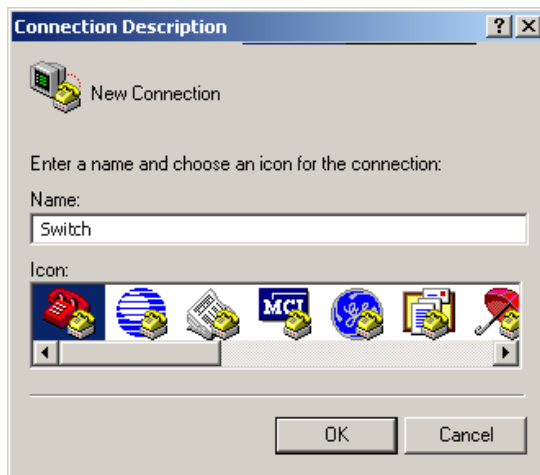 Connection Description
New Connection
Enter a name and choose an icon for the connection:
Name:
Switch
Icon:
MCI
OK
Cancel